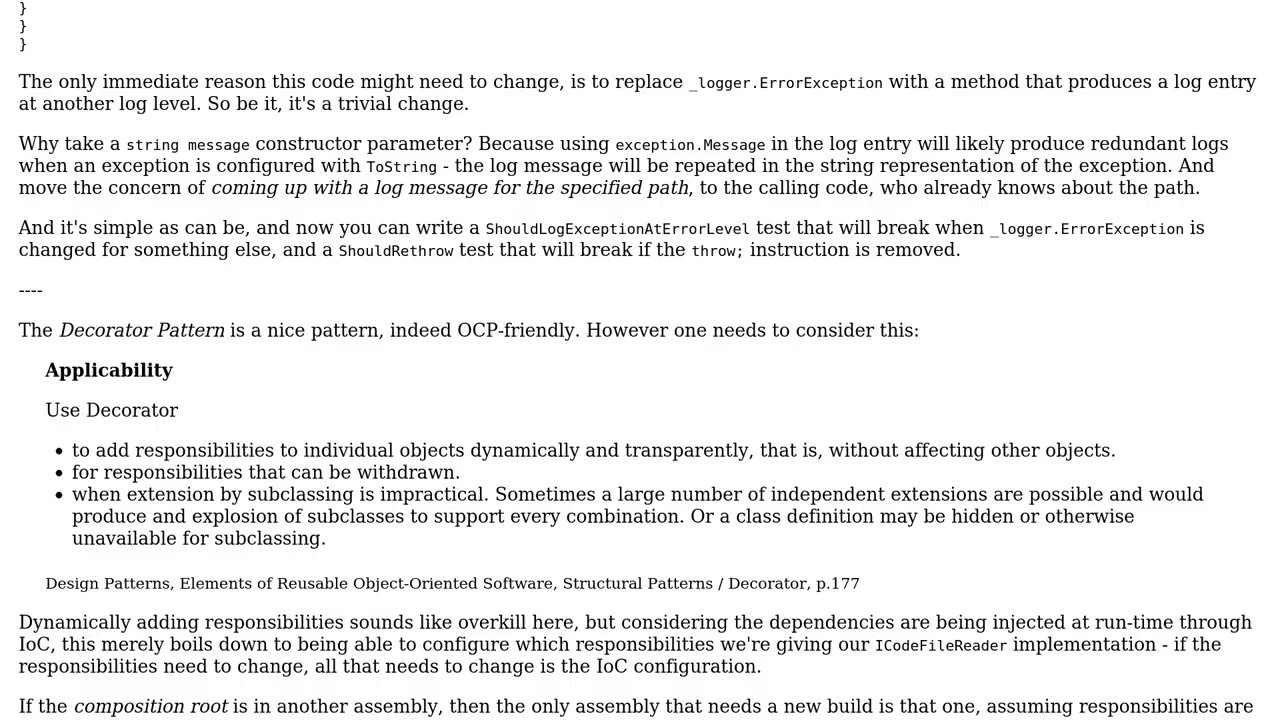 }
}
}
The only immediate reason this code might need to change, is to replace _logger.ErrorException with a method that produces a log entry
at another log level. So be it, it's a trivial change.
Why take a string message constructor parameter? Because using exception.Message in the log entry will likely produce redundant logs
when an exception is configured with ToString - the log message will be repeated in the string representation of the exception. And
move the concern of coming up with a log message for the specified path, to the calling code, who already knows about the path.
And it's simple as can be, and now you can write a ShouldLogExceptionAtErrorLevel test that will break when _logger.ErrorException is
changed for something else, and a ShouldRethrow test that will break if the throw; instruction is removed.
----
The Decorator Pattern is a nice pattern, indeed OCP-friendly. However one needs to consider this:
Applicability
Use Decorator
• to add responsibilities to individual objects dynamically and transparently, that is, without affecting other objects.
• for responsibilities that can be withdrawn.
• when extension by subclassing is impractical. Sometimes a large number of independent extensions are possible and would
produce and explosion of subclasses to support every combination. Or a class definition may be hidden or otherwise
unavailable for subclassing.
Design Patterns, Elements of Reusable Object-Oriented Software, Structural Patterns / Decorator, p.177
Dynamically adding responsibilities sounds like overkill here, but considering the dependencies are being injected at run-time through
IoC, this merely boils down to being able to configure which responsibilities we're giving our ICodeFileReader implementation - if the
responsibilities need to change, all that needs to change is the IoC configuration.
If the composition root is in another assembly, then the only assembly that needs a new build is that one, assuming responsibilities are